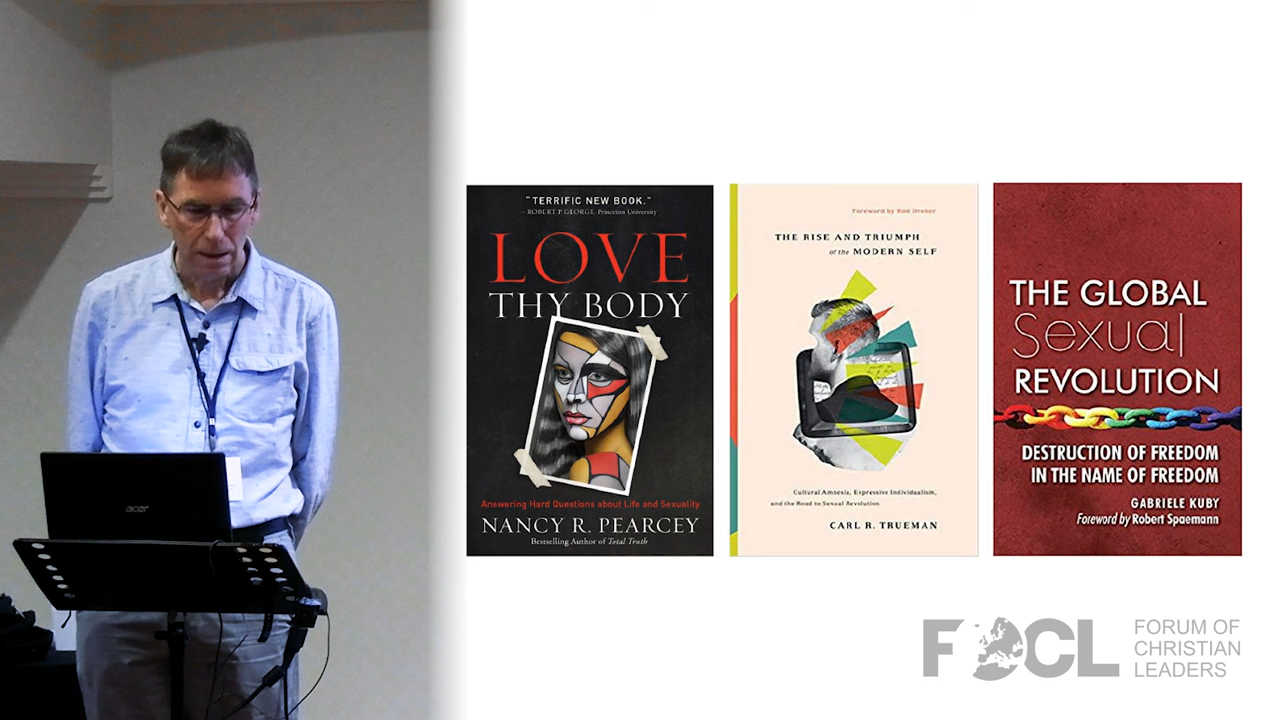 acer
"TERRIFIC NEW BOOK."
—ROBERT P. GEORGE, Princeton University
LOVE
THY BODY
Answering Hard Questions about Life and Sexuality
NANCY R. PEARCEY
Bestselling Author of Total Truth
Foreword by Rod Dreher
THE RISE AND TRIUMPH
of the MODERN SELF
Cultural Amnesia, Expressive Individualism,
and the Road to Sexual Revolution
CARL R. TRUEMAN
THE GLOBAL
Sexual
REVOLUTION
DESTRUCTION OF FREEDOM
IN THE NAME OF FREEDOM
GABRIELE KUBY
Foreword by Robert Spaemann
FOCL
FORUM OF
CHRISTIAN
LEADERS